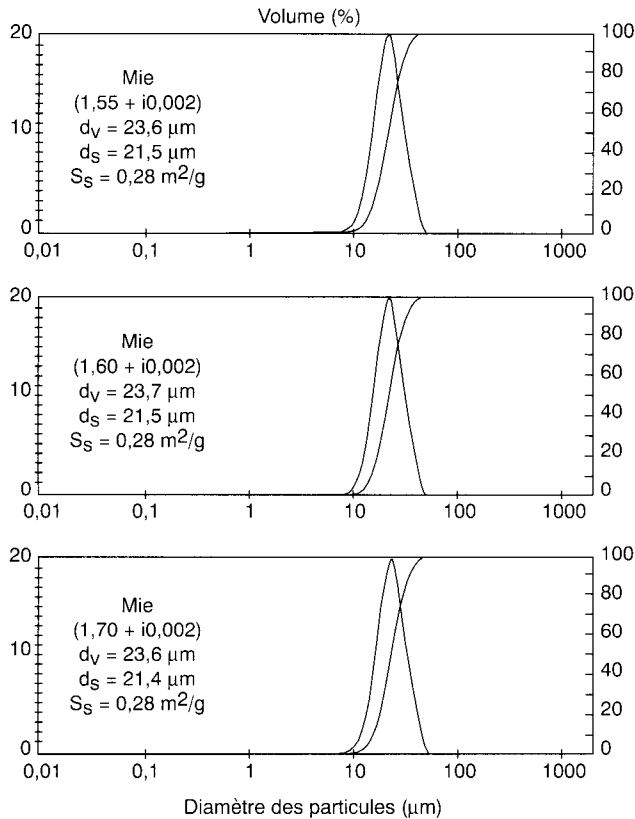 Volume (%)
20
100
Mie
80
(1,55 + i0,002)
10
60
dV = 23,6 µm
40
dS = 21,5 µm
20
SS = 0,28 m2/g
0
0
0,01 0,1 1 10 100 1000
20
100
Mie
80
(1,60 + i0,002)
10
60
dV = 23,7 µm
40
dS = 21,5 µm
20
SS = 0,28 m2/g
0
0
0,01 0,1 1 10 100 1000
20
100
Mie
80
(1,70 + i0,002)
10
60
dV = 23,6 µm
40
dS = 21,4 µm
20
SS = 0,28 m2/g
0
0
0,01 0,1 1 10 100 1000
Diamètre des particules (µm)